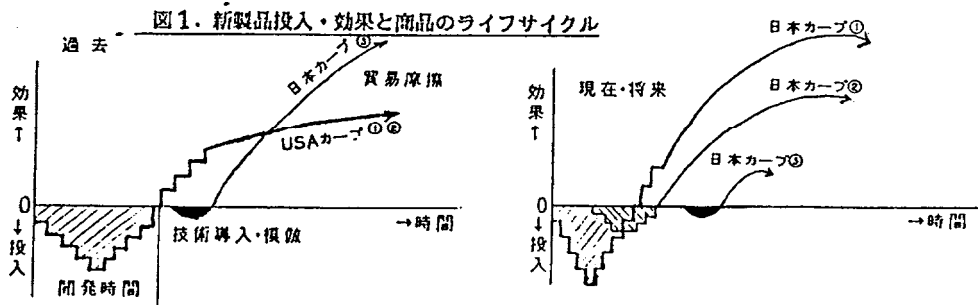 図1. 新製品投入・効果と商品のライフサイクル
過去
日本カーブ③
貿易摩擦
効果↑
USAカーブ①②
0
→時間
↓投入
技術導入・模倣
開発時間
現在・将来
日本カーブ①
日本カーブ②
日本カーブ③
効果↑
0
→時間
↓投入